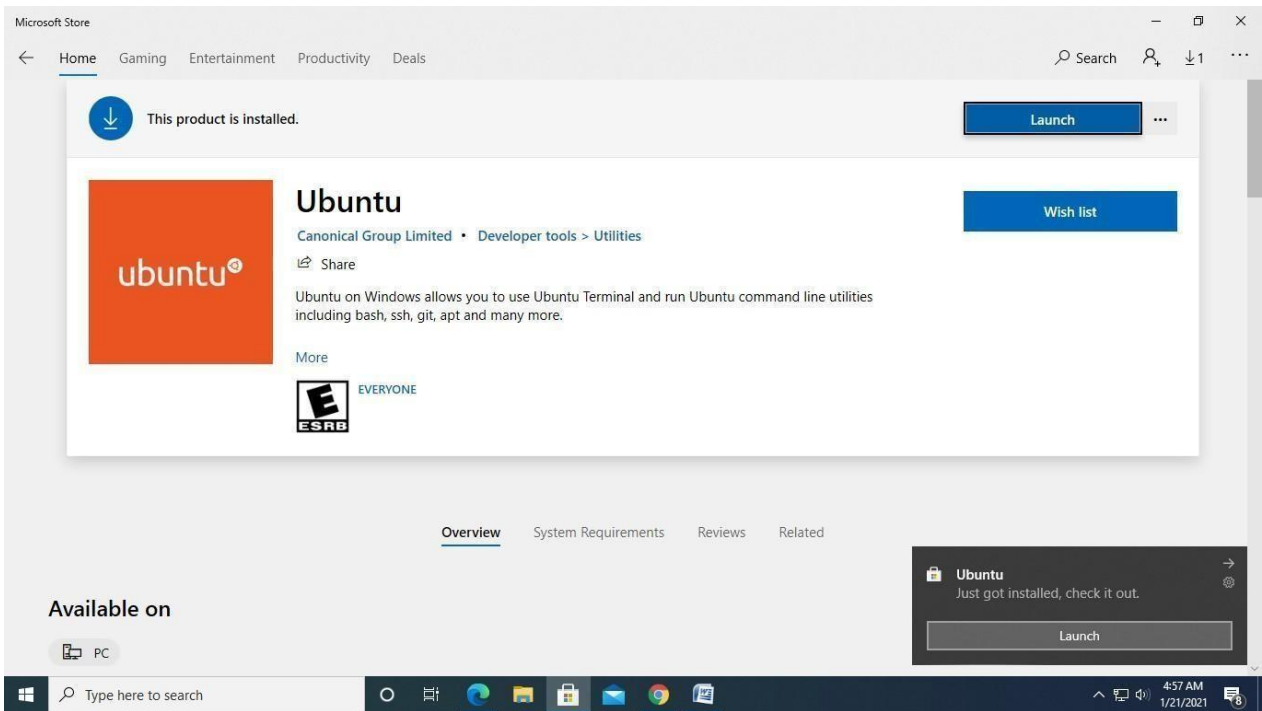 Microsoft Store
Home Gaming Entertainment Productivity Deals Search 1
This product is installed. Launch
ubuntu
Ubuntu
Wish list
Canonical Group Limited • Developer tools > Utilities
Share
Ubuntu on Windows allows you to use Ubuntu Terminal and run Ubuntu command line utilities
including bash, ssh, git, apt and many more.
More
E
ESRB
EVERYONE
Overview System Requirements Reviews Related
Available on
PC
Ubuntu
Just got installed, check it out.
Launch
Type here to search
4:57 AM
1/21/2021
8